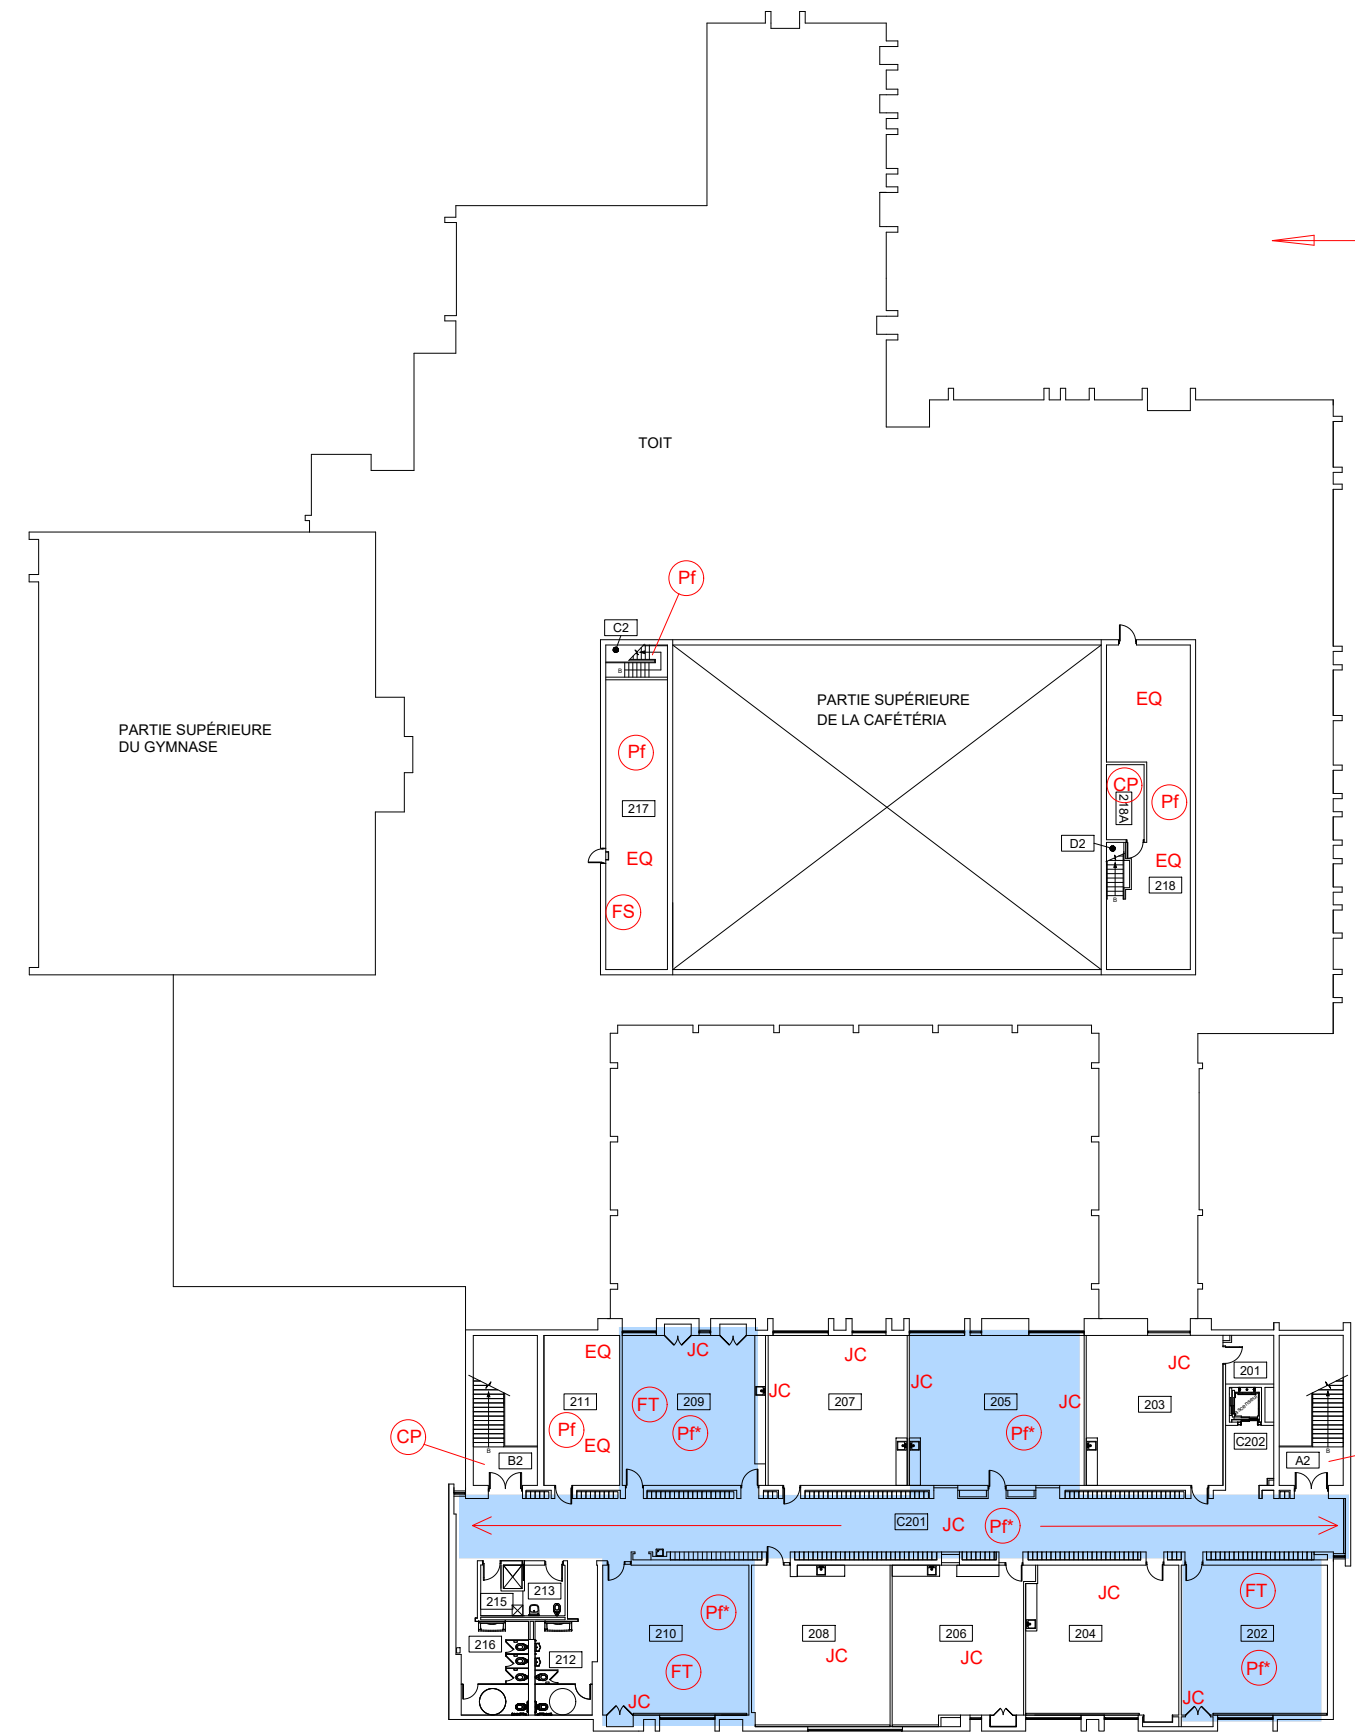 TOIT
Pf
C2
PARTIE SUPÉRIEURE
DE LA CAFÉTÉRIA
EQ
PARTIE SUPÉRIEURE
DU GYMNASE
Pf
CP
218A
Pf
217
D2
EQ
EQ
218
FS
B
B
EQ
JC
JC
JC
201
JC
JC
JC
211
FT
209
207
205
203
Pf
Pf*
Pf*
CP
EQ
C202
B
B2
B
A2
C201
JC
Pf*
215
213
JC
FT
Pf*
216
210
208
206
204
202
212
JC
JC
FT
Pf*
JC
JC